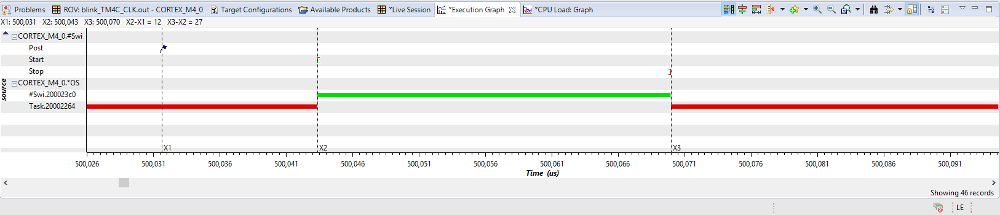 Problems ROV: blink_TM4C_CLK.out - CORTEX_M4_0 Target Configurations Available Products *Live Session *Execution Graph *CPU Load: Graph
X1: 500,031 X2: 500,043 X3: 500,070 X2-X1 = 12 X3-X2 = 27
CORTEX_M4_0.#Swi
Post
Start
Stop
CORTEX_M4_0.*OS
#Swi.200023c0
Task.20002264
source
X1 X2 X3
500,026 500,031 500,036 500,041 500,046 500,051 500,056 500,061 500,066 500,071 500,076 500,081 500,086 500,091
Time (us)
Showing 46 records
LE